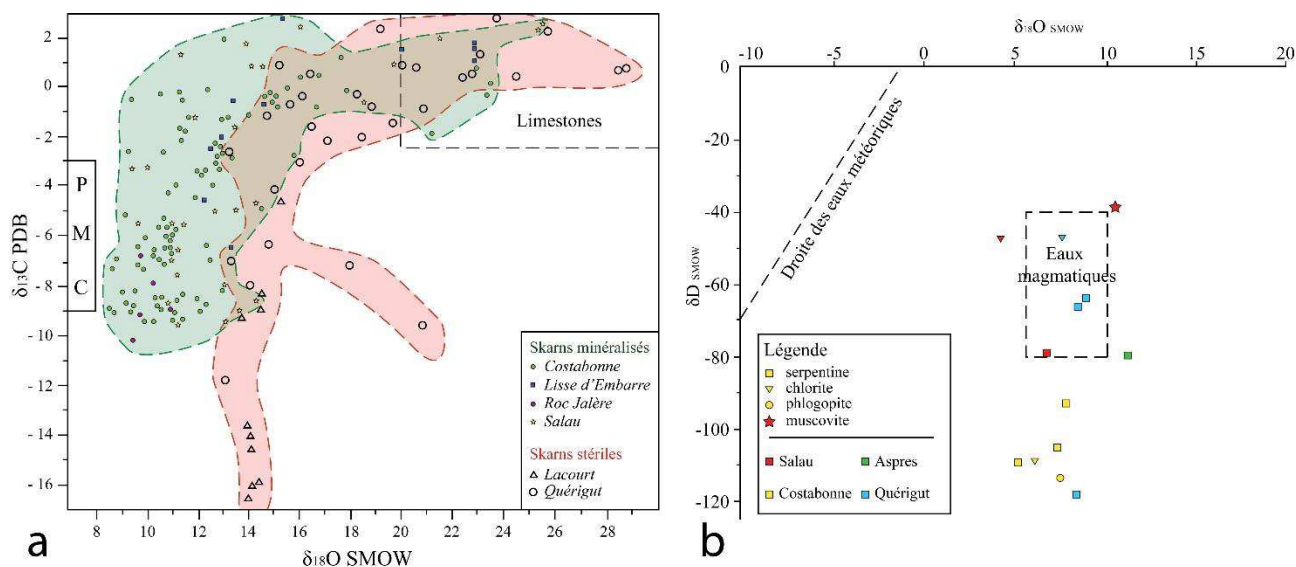 2
0
- 2
- 4
- 6
- 8
- 10
- 12
- 14
- 16
δ13C PDB
P
M
C
Limestones
Skarns minéralisés
Costabonne
Lisse d'Embarre
Roc Jalère
Salau
Skarns stériles
Lacourt
Quérigut
8 10 12 14 16 18 20 22 24 26 28
δ18O SMOW
a
δ18O SMOW
-10 -5 0 5 10 15 20
0
-20
-40
-60
-80
-100
-120
δD SMOW
Droite des eaux météoriques
Eaux
magmatiques
Légende
serpentine
chlorite
phlogopite
muscovite
Salau Aspres
Costabonne Quérigut
b